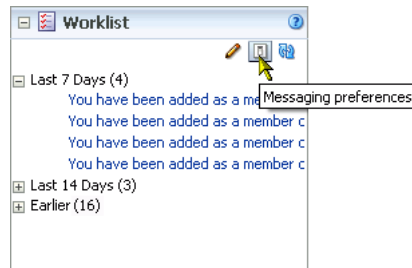 Worklist
Messaging preferences
Last 7 Days (4)
You have been added as a me
You have been added as a member c
You have been added as a member c
You have been added as a member c
Last 14 Days (3)
Earlier (16)